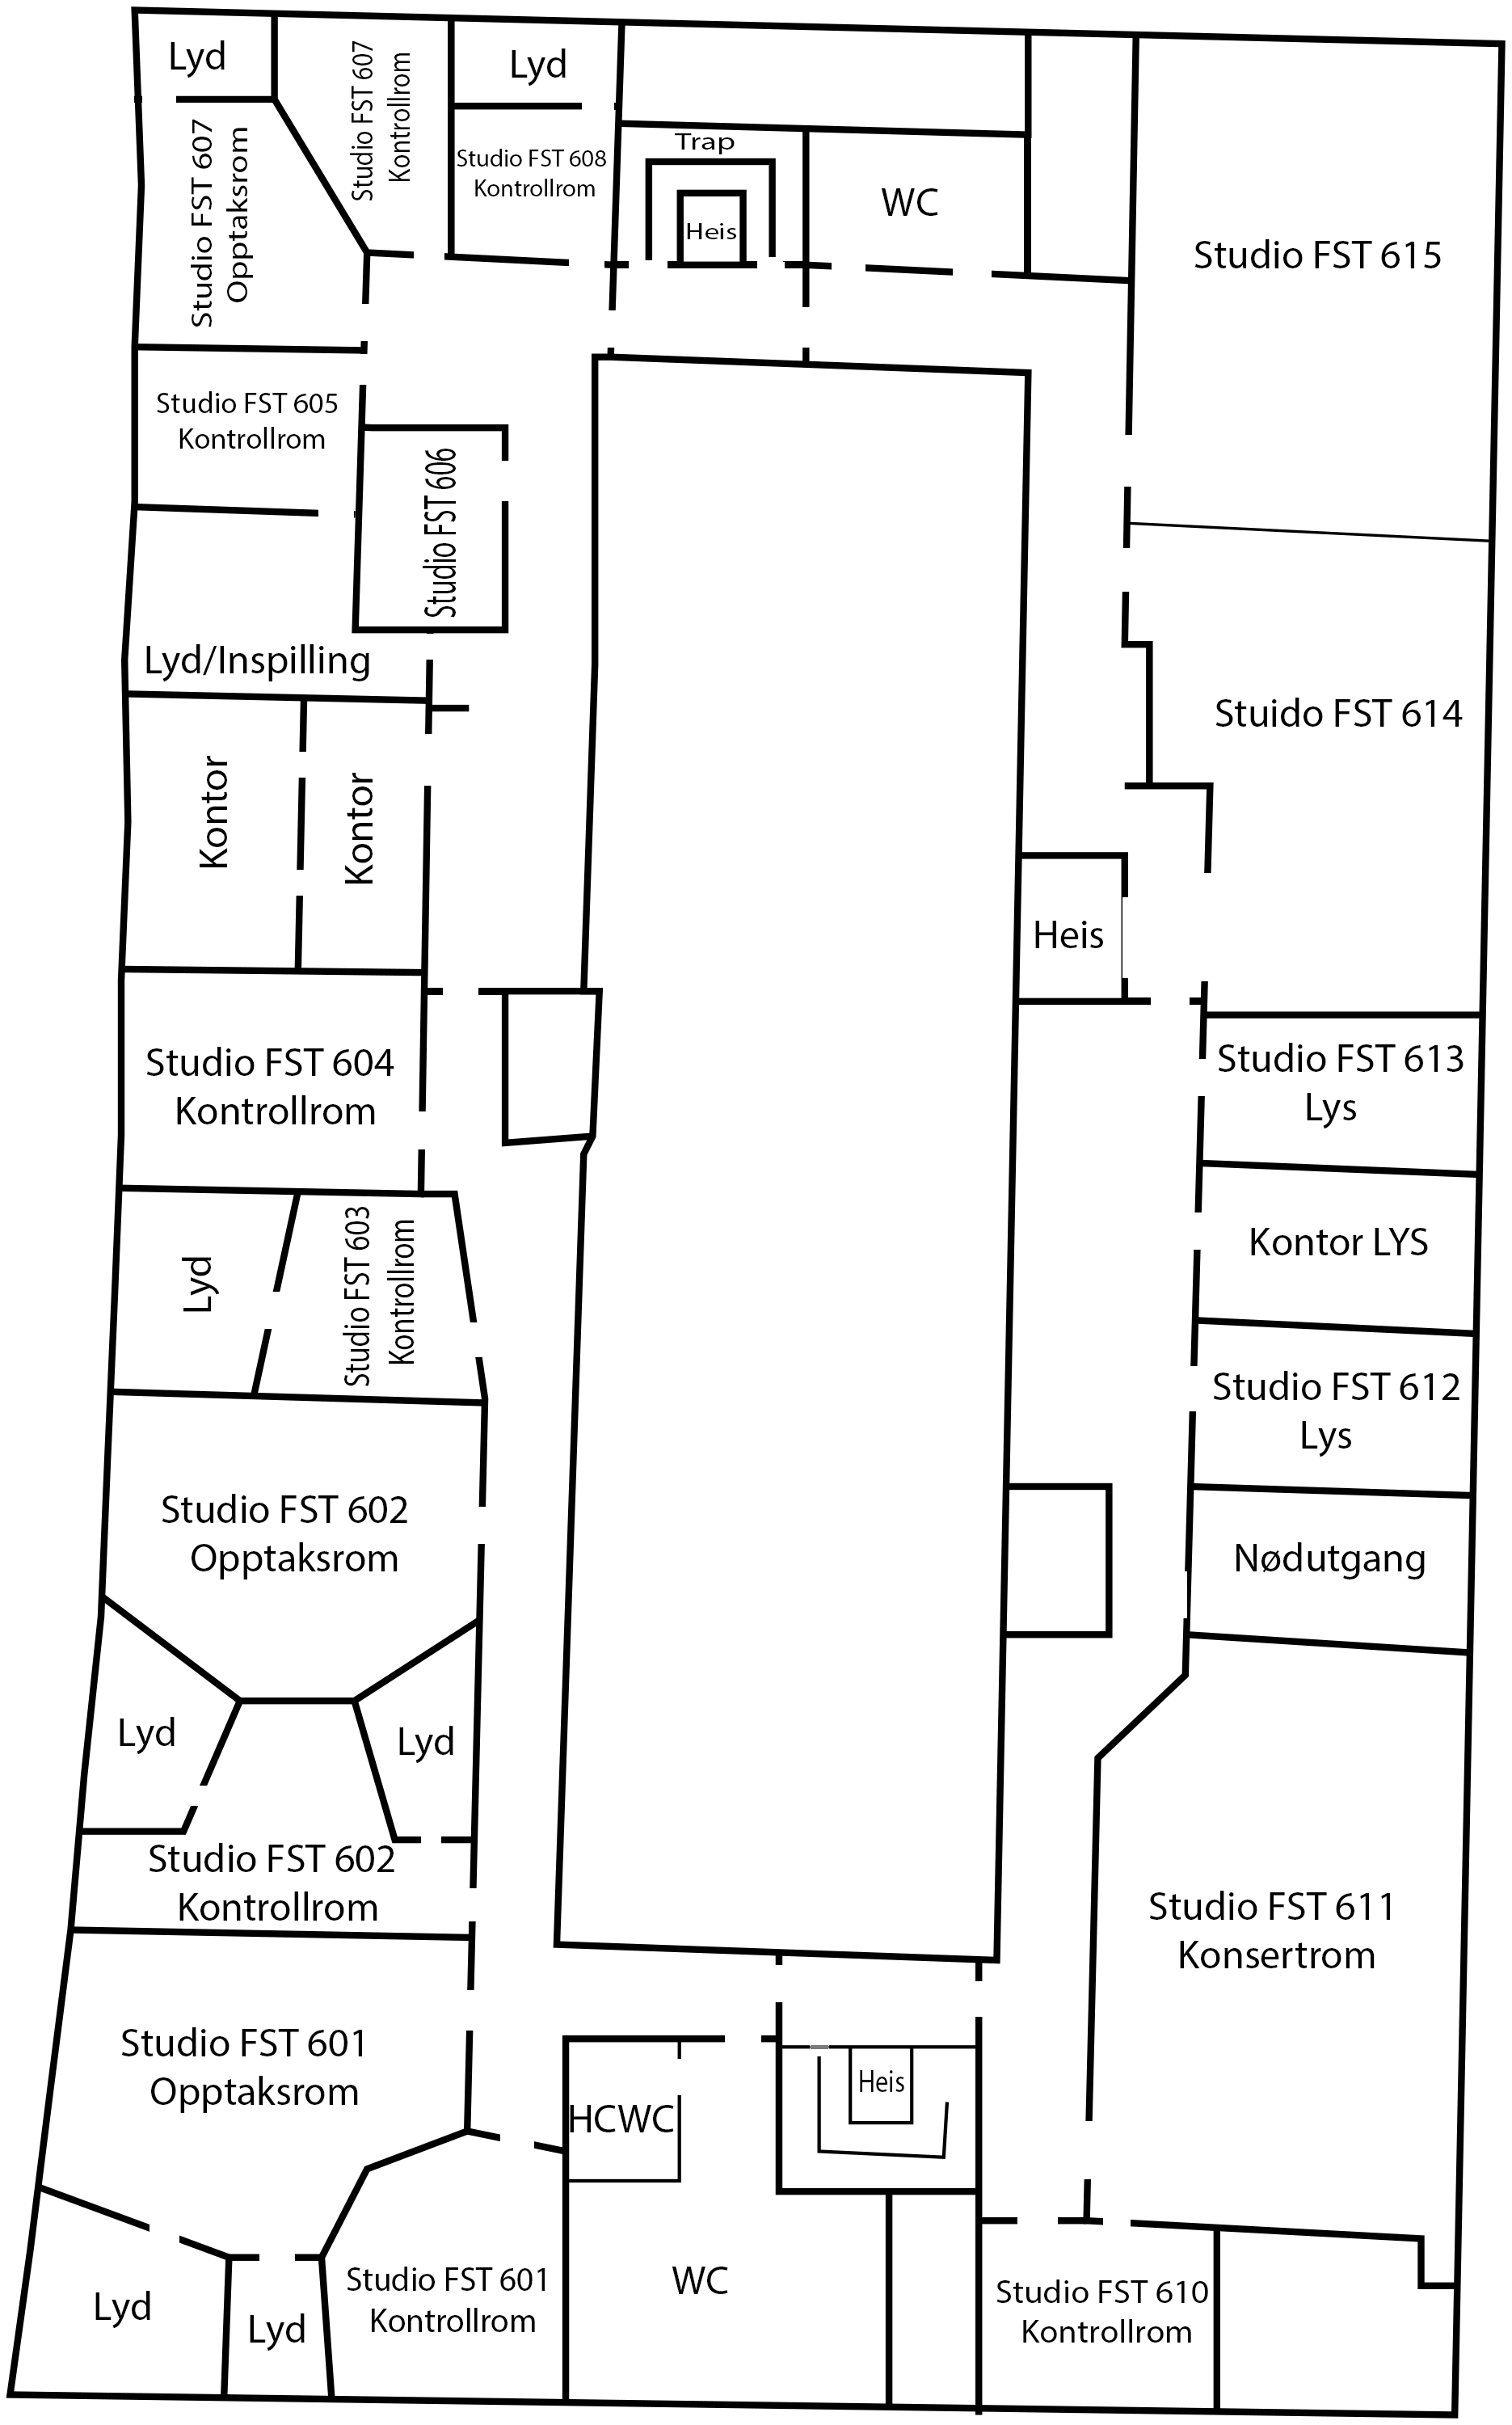 Lyd
Studio FST 607
Kontrollrom
Lyd
Studio FST 607
Opptaksrom
Studio FST 608
Kontrollrom
Trap
Heis
WC
Studio FST 615
Studio FST 605
Kontrollrom
Studio FST 606
Lyd/Inspilling
Stuido FST 614
Kontor
Kontor
Heis
Studio FST 604
Kontrollrom
Studio FST 613
Lys
Lyd
Studio FST 603
Kontrollrom
Kontor LYS
Studio FST 612
Lys
Studio FST 602
Opptaksrom
Nødutgang
Lyd
Lyd
Studio FST 602
Kontrollrom
Studio FST 611
Konsertrom
Studio FST 601
Opptaksrom
HCWC
Heis
Lyd
Lyd
Studio FST 601
Kontrollrom
WC
Studio FST 610
Kontrollrom